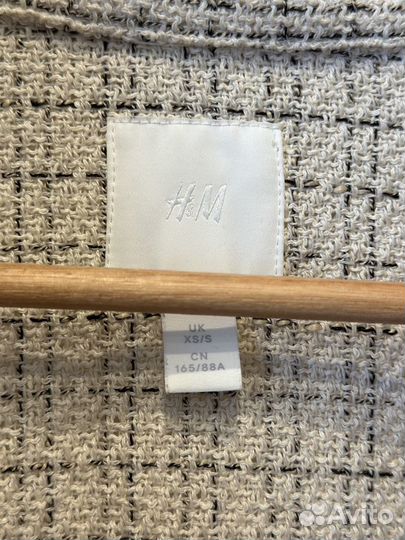 H&M
UK
XS/S
CN
165/88A
Avito